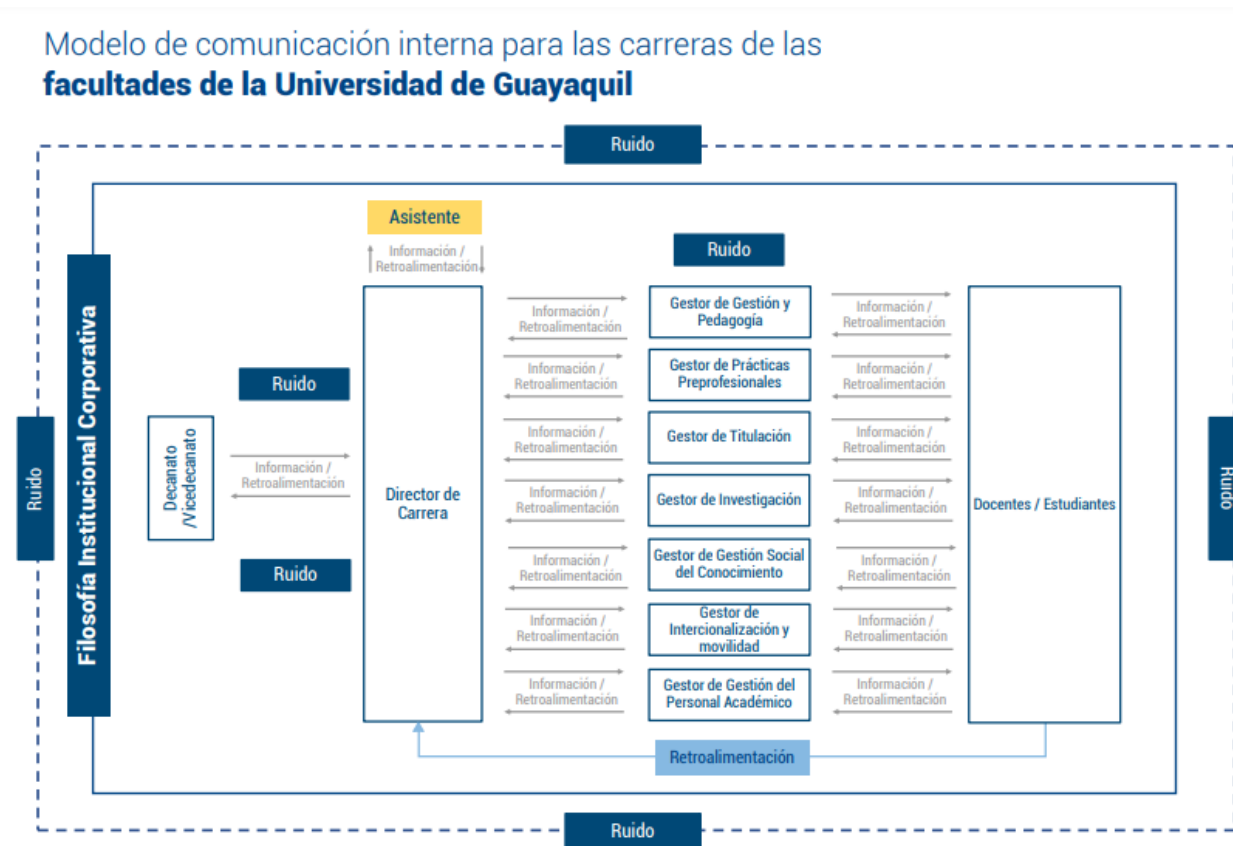 Modelo de comunicación interna para las carreras de las
facultades de la Universidad de Guayaquil
Ruido
Asistente
Información /
Retroalimentación
Ruido
Ruido
Filosofía Institucional Corporativa
Ruido
Decanato
/Vicedecanato
Información /
Retroalimentación
Ruido
Director de
Carrera
Información /
Retroalimentación
Gestor de Gestión y
Pedagogía
Información /
Retroalimentación
Información /
Retroalimentación
Gestor de Prácticas
Preprofesionales
Información /
Retroalimentación
Información /
Retroalimentación
Gestor de Titulación
Información /
Retroalimentación
Información /
Retroalimentación
Gestor de Investigación
Información /
Retroalimentación
Información /
Retroalimentación
Gestor de Gestión Social
del Conocimiento
Información /
Retroalimentación
Información /
Retroalimentación
Gestor de
Intercionalización y
movilidad
Información /
Retroalimentación
Información /
Retroalimentación
Gestor de Gestión del
Personal Académico
Información /
Retroalimentación
Docentes / Estudiantes
Ruido
Retroalimentación
Ruido